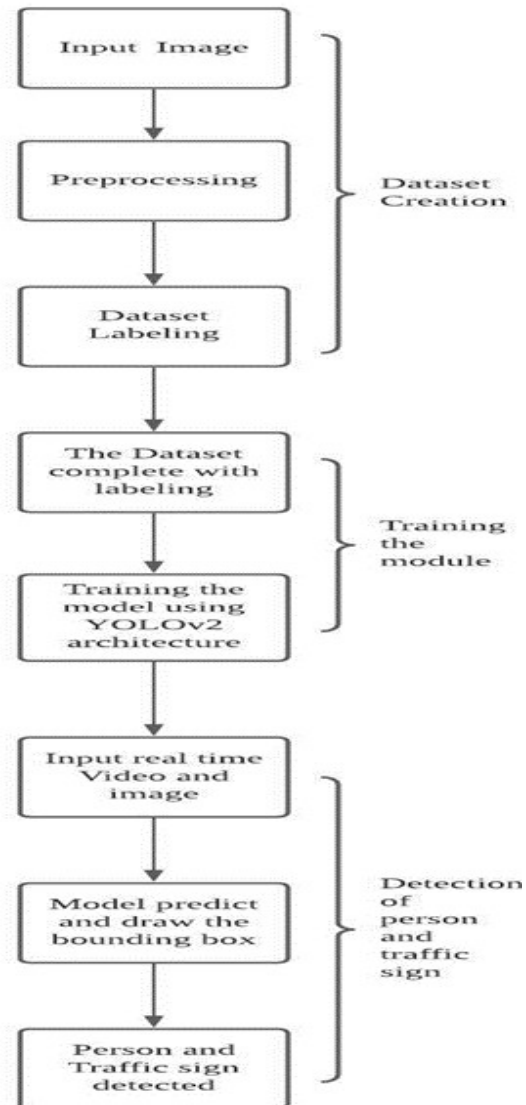 Input Image
Preprocessing
Dataset
Creation
Dataset
Labeling
The Dataset
complete with
labeling
Training
the
module
Training the
model using
YOLOv2
architecture
Input real time
Video and
image
Model predict
and draw the
bounding box
Detection
of
person
and
traffic
sign
Person and
Traffic sign
detected